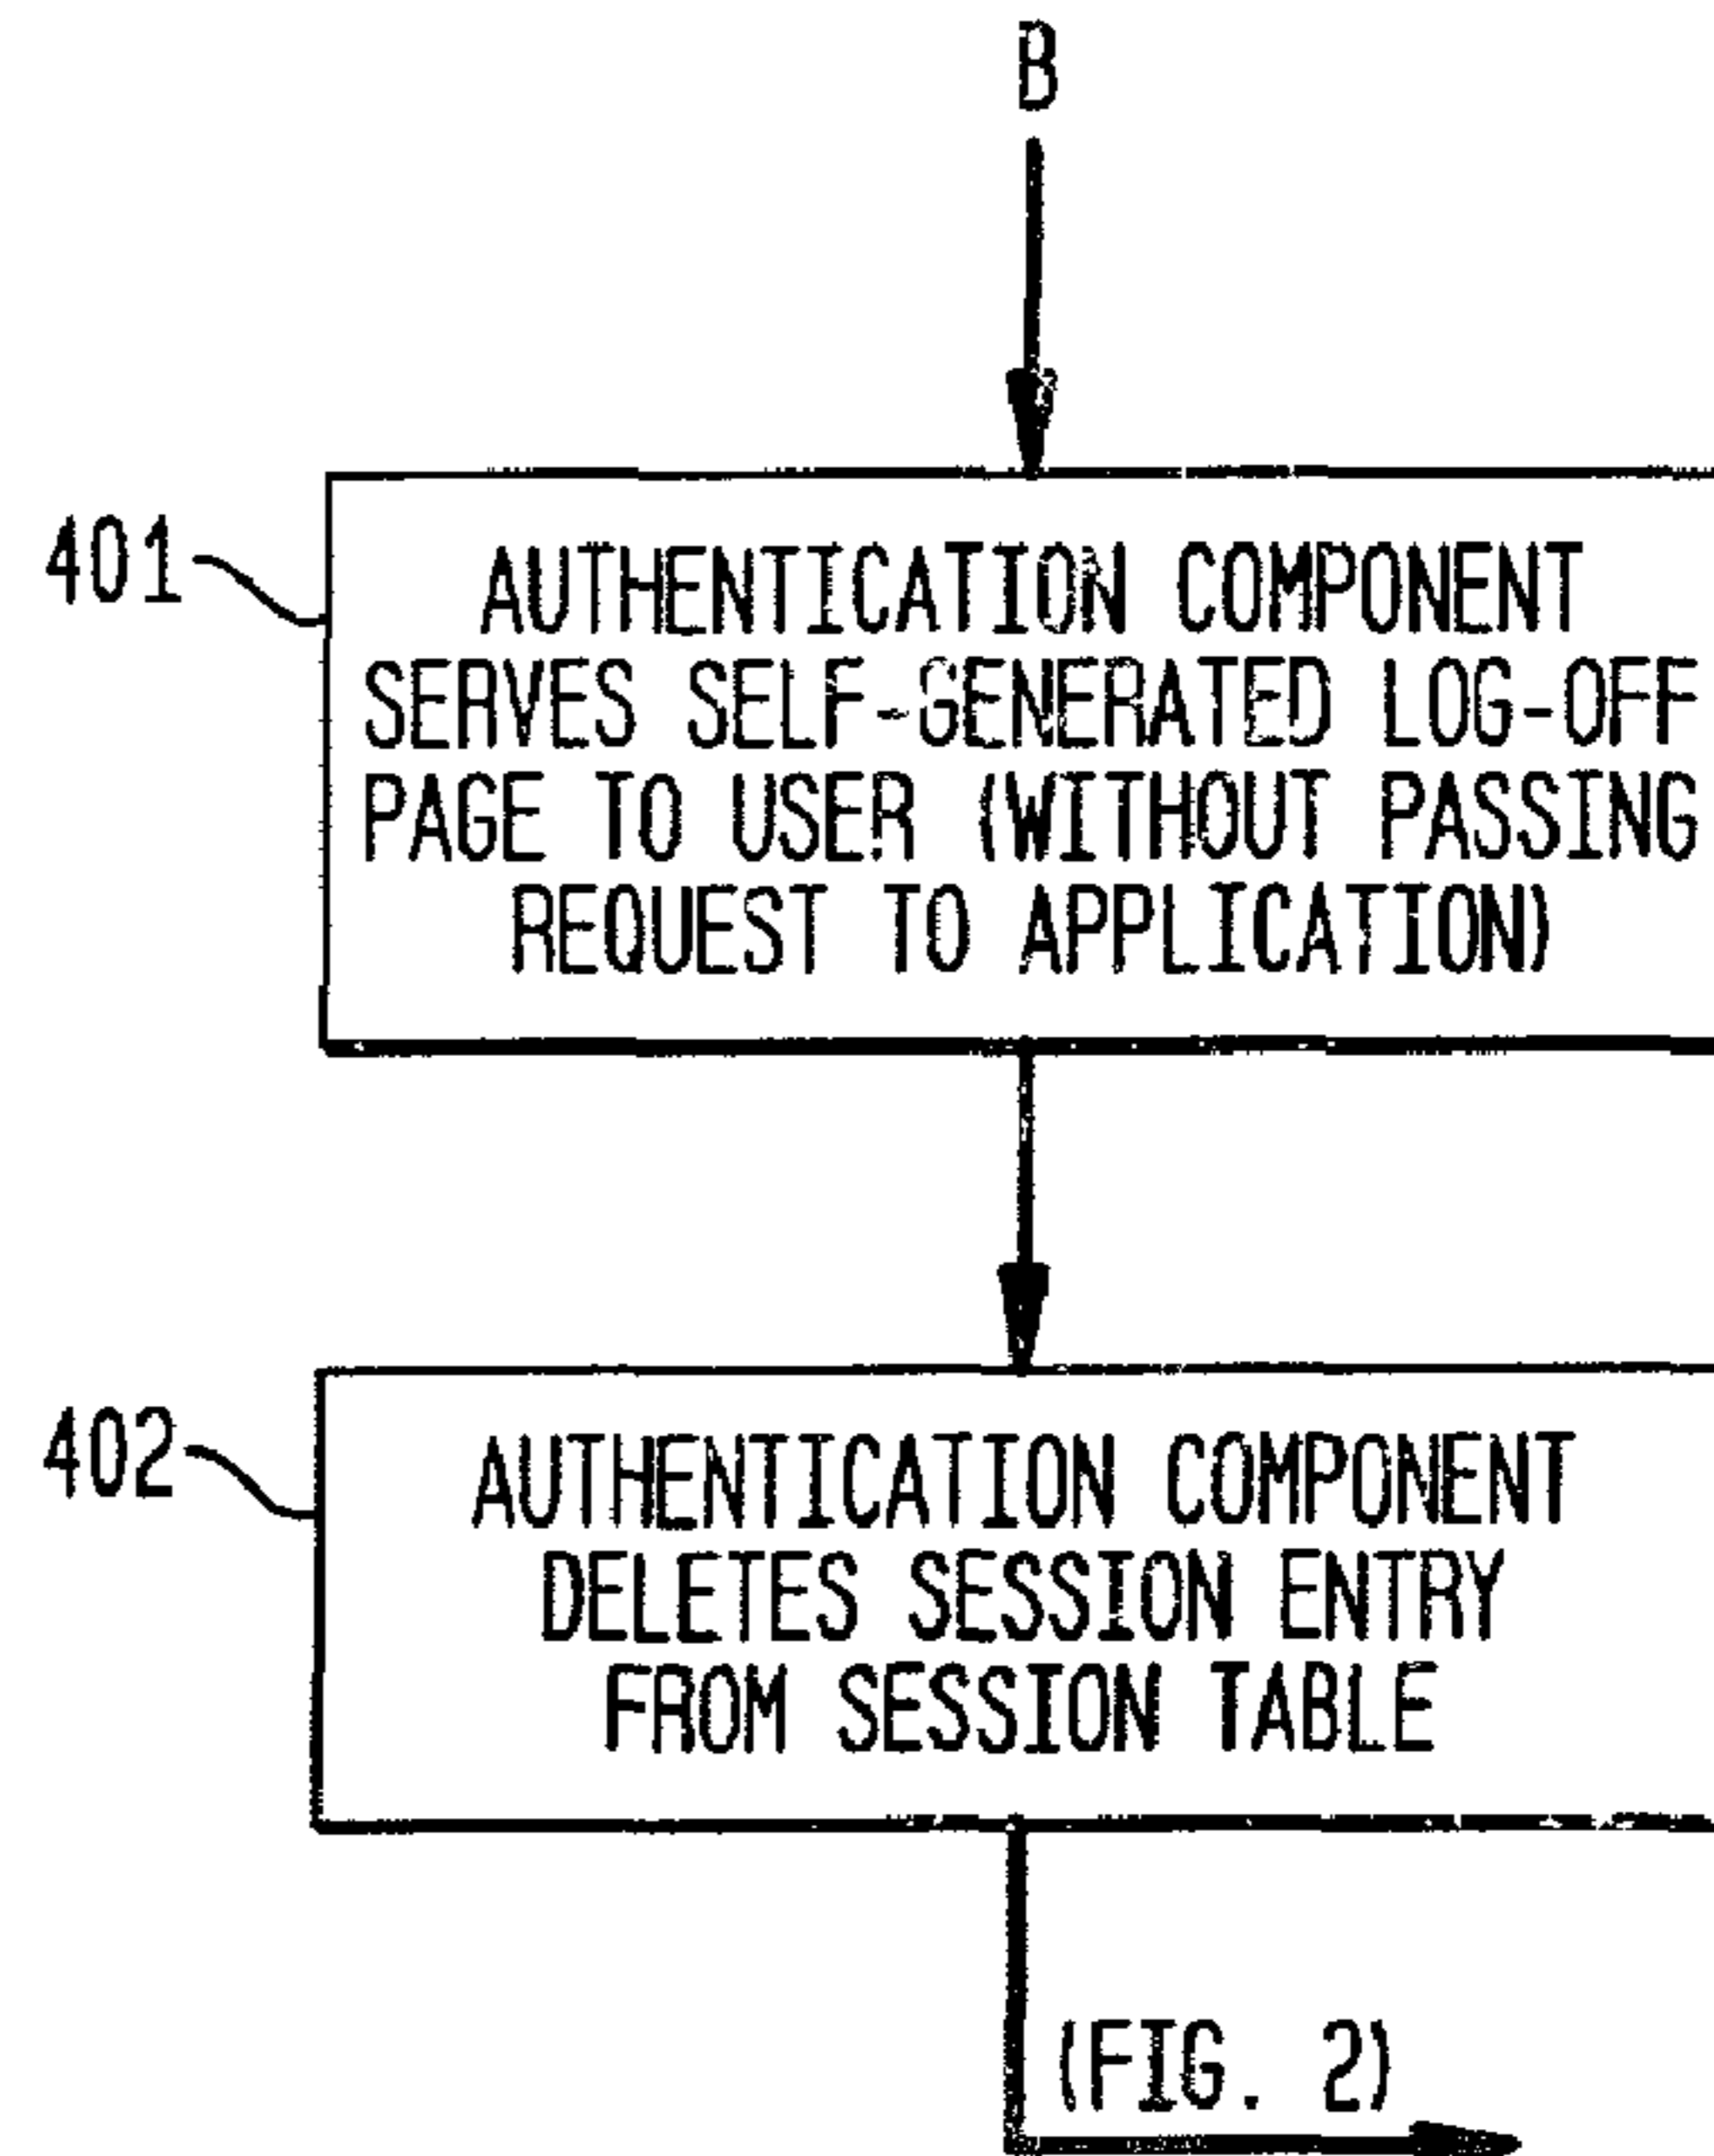 B
401
AUTHENTICATION COMPONENT
SERVES SELF-GENERATED LOG-OFF
PAGE TO USER (WITHOUT PASSING
REQUEST TO APPLICATION)
402
AUTHENTICATION COMPONENT
DELETES SESSION ENTRY
FROM SESSION TABLE
(FIG. 2)